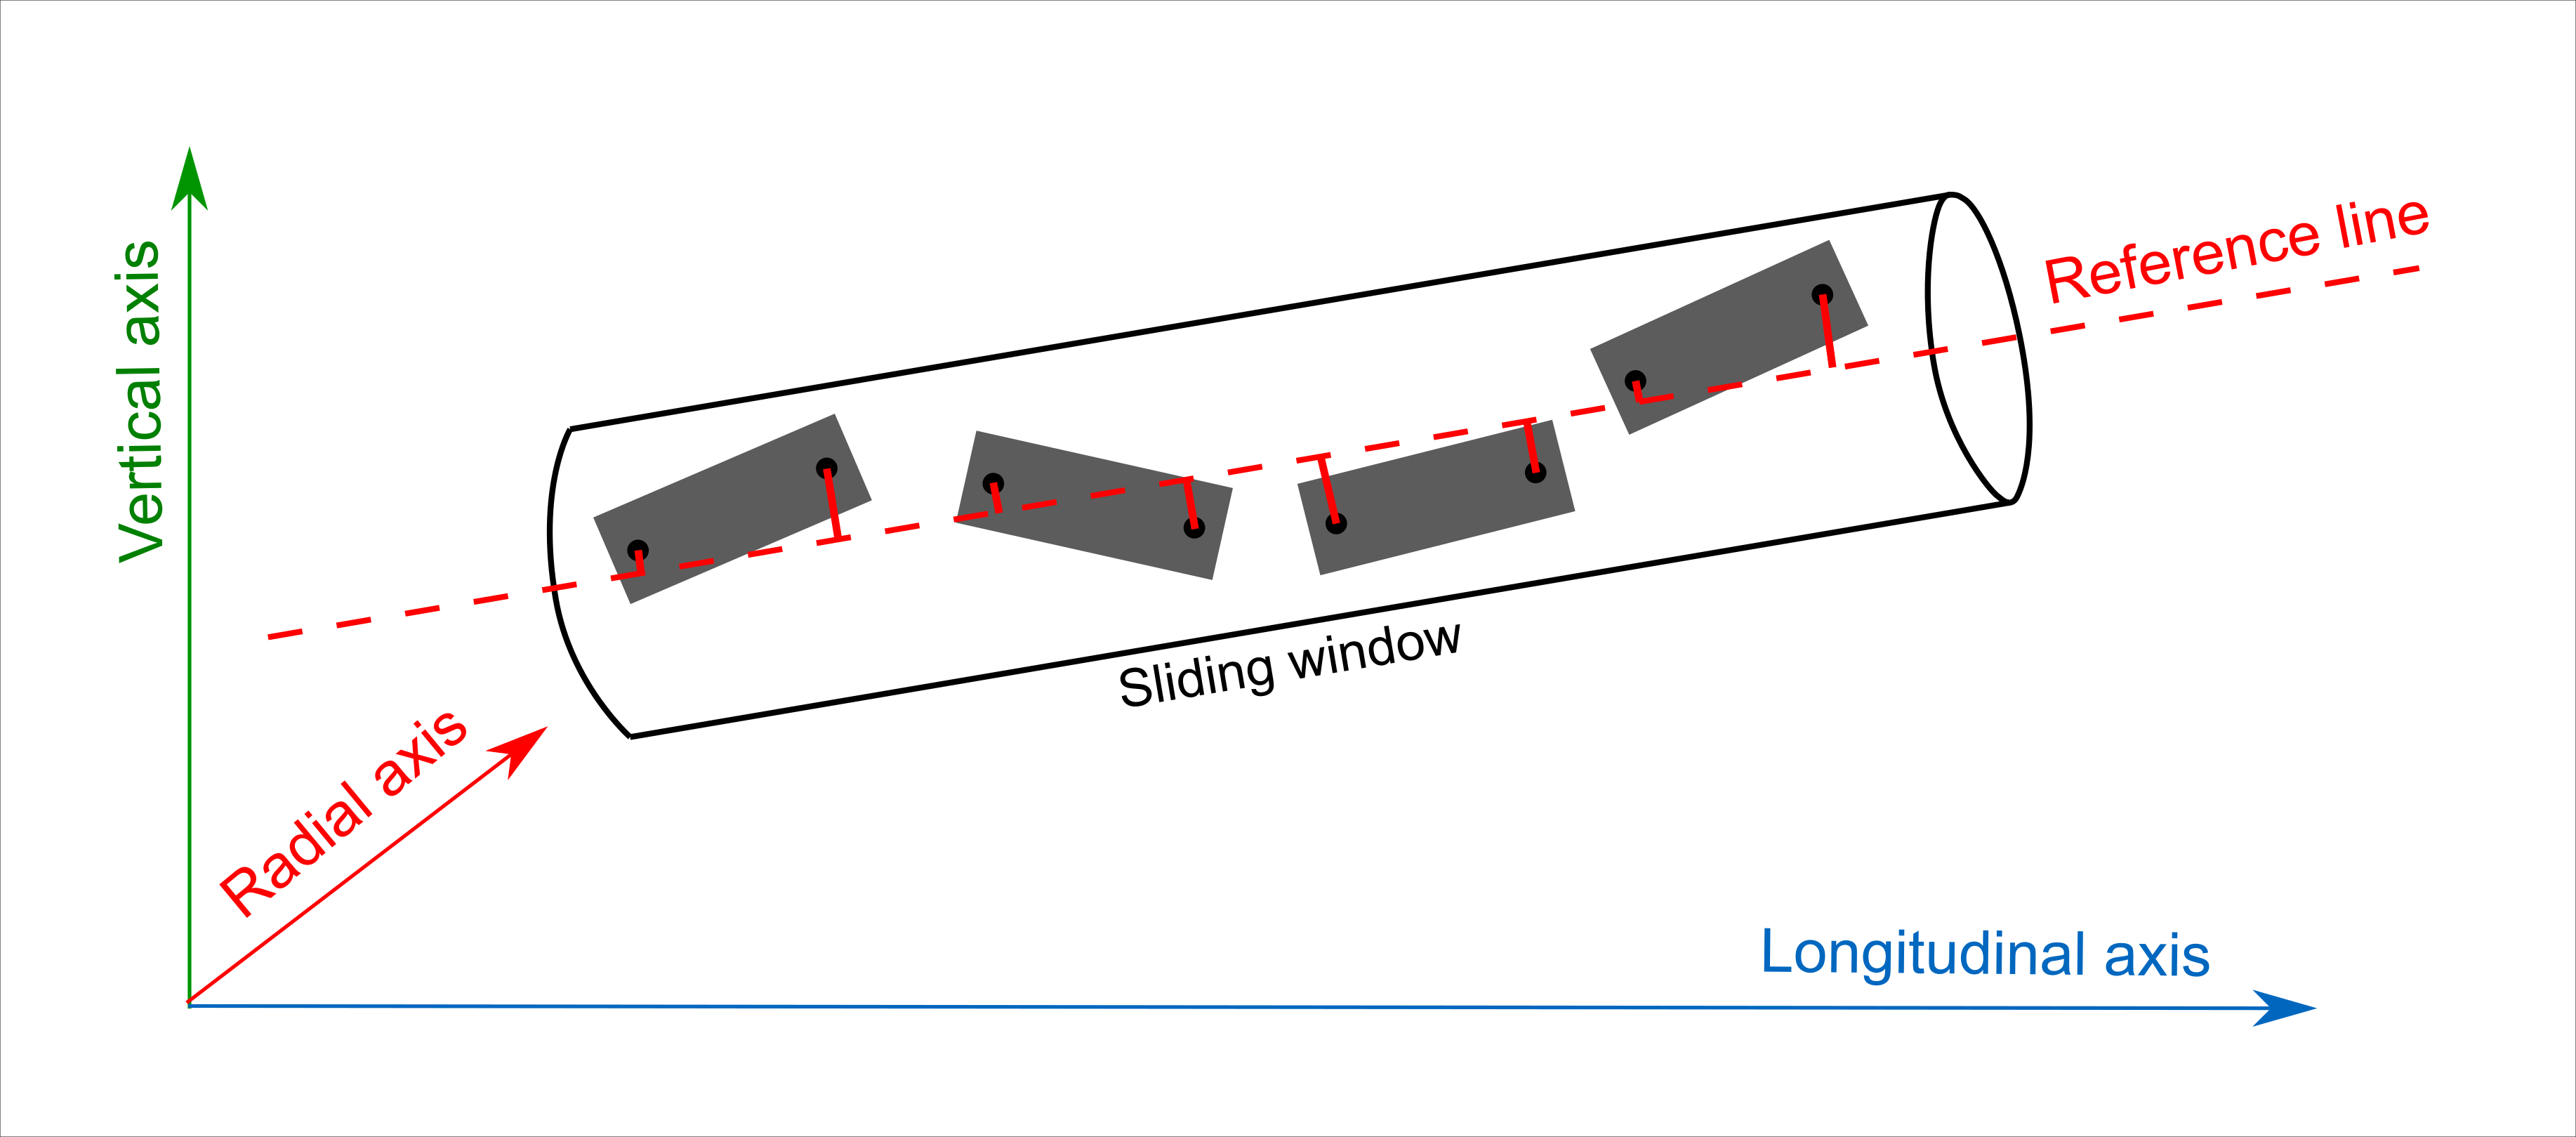 Vertical axis
Reference line
Sliding window
Radial axis
Longitudinal axis